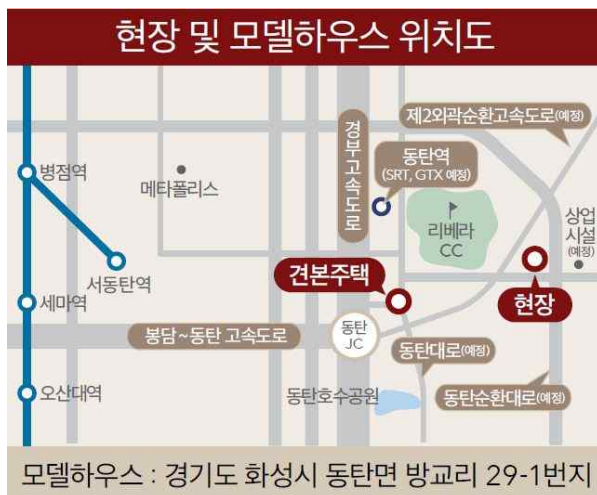 현장 및 모델하우스 위치도
제2외곽순환고속도로(예정)
경부고속도로
동탄역
(SRT, GTX 예정)
병점역
메타폴리스
리베라
CC
상업
시설
(예정)
서동탄역
견본주택
현장
세마역
봉담~동탄 고속도로
동탄
JC
동탄대로(예정)
오산대역
동탄호수공원
동탄순환대로(예정)
모델하우스 : 경기도 화성시 동탄면 방교리 29-1번지